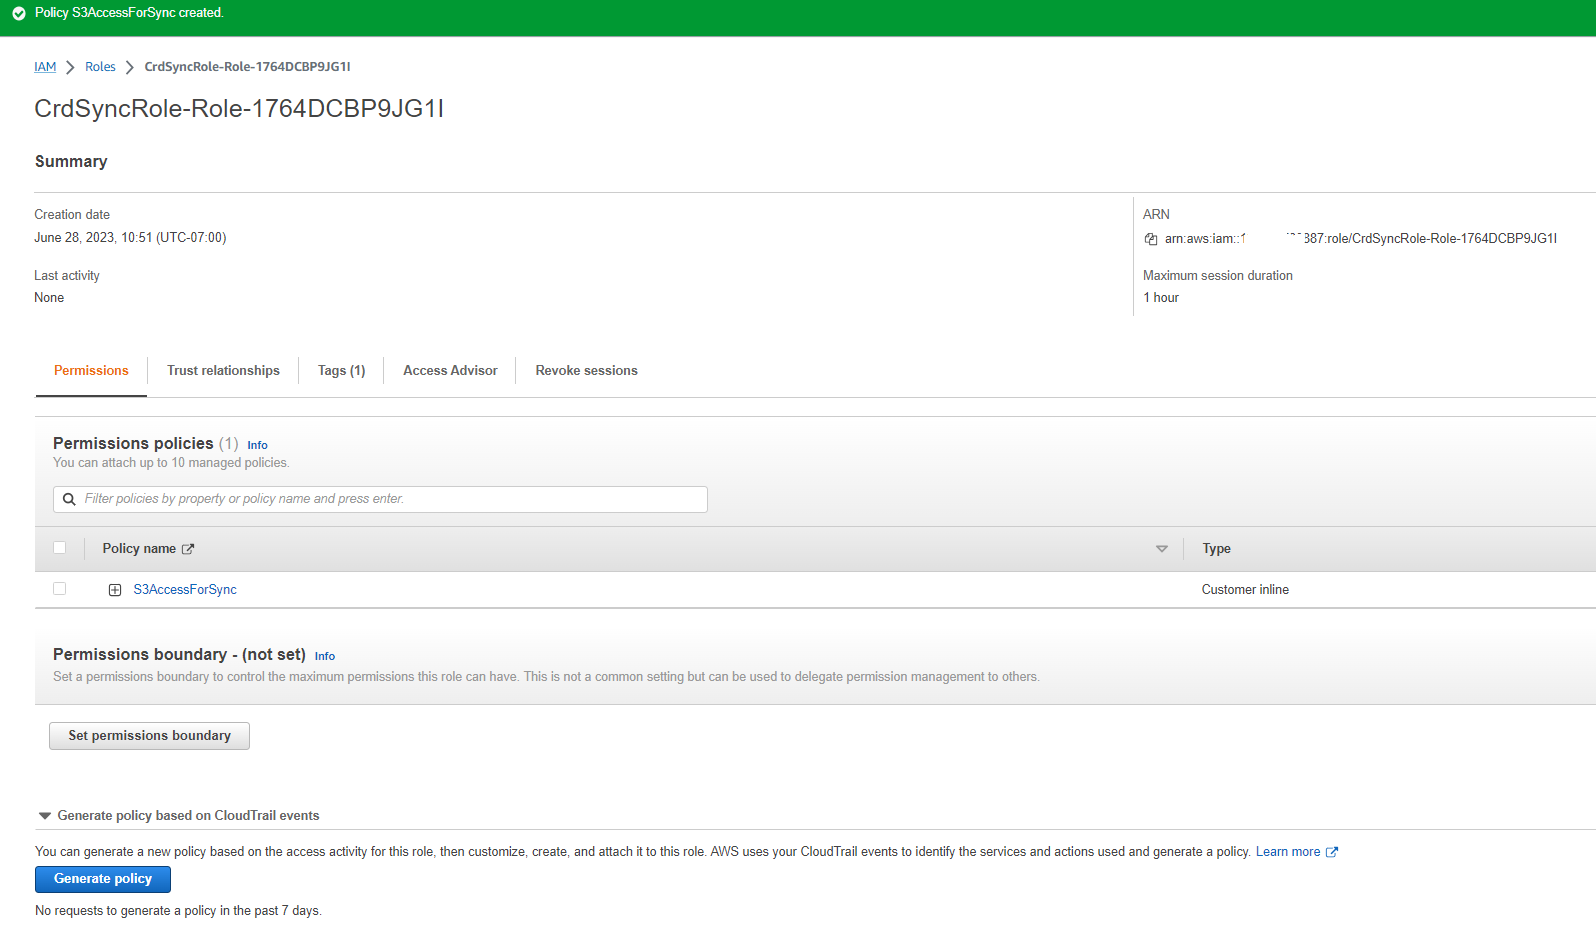 Policy S3AccessForSync created.
IAM Roles CrdSyncRole-Role-1764DCBP9JG1I
CrdSyncRole-Role-1764DCBP9JG1I
Summary
Creation date
June 28, 2023, 10:51 (UTC-07:00)
Last activity
None
ARN
arn:aws:iam::1 887:role/CrdSyncRole-Role-1764DCBP9JG1I
Maximum session duration
1 hour
Permissions Trust relationships Tags (1) Access Advisor Revoke sessions
Permissions policies (1) Info
You can attach up to 10 managed policies.
Filter policies by property or policy name and press enter.
Policy name Type
S3AccessForSync Customer inline
Permissions boundary - (not set) Info
Set a permissions boundary to control the maximum permissions this role can have. This is not a common setting but can be used to delegate permission management to others.
Set permissions boundary
Generate policy based on CloudTrail events
You can generate a new policy based on the access activity for this role, then customize, create, and attach it to this role. AWS uses your CloudTrail events to identify the services and actions used and generate a policy. Learn more
Generate policy
No requests to generate a policy in the past 7 days.